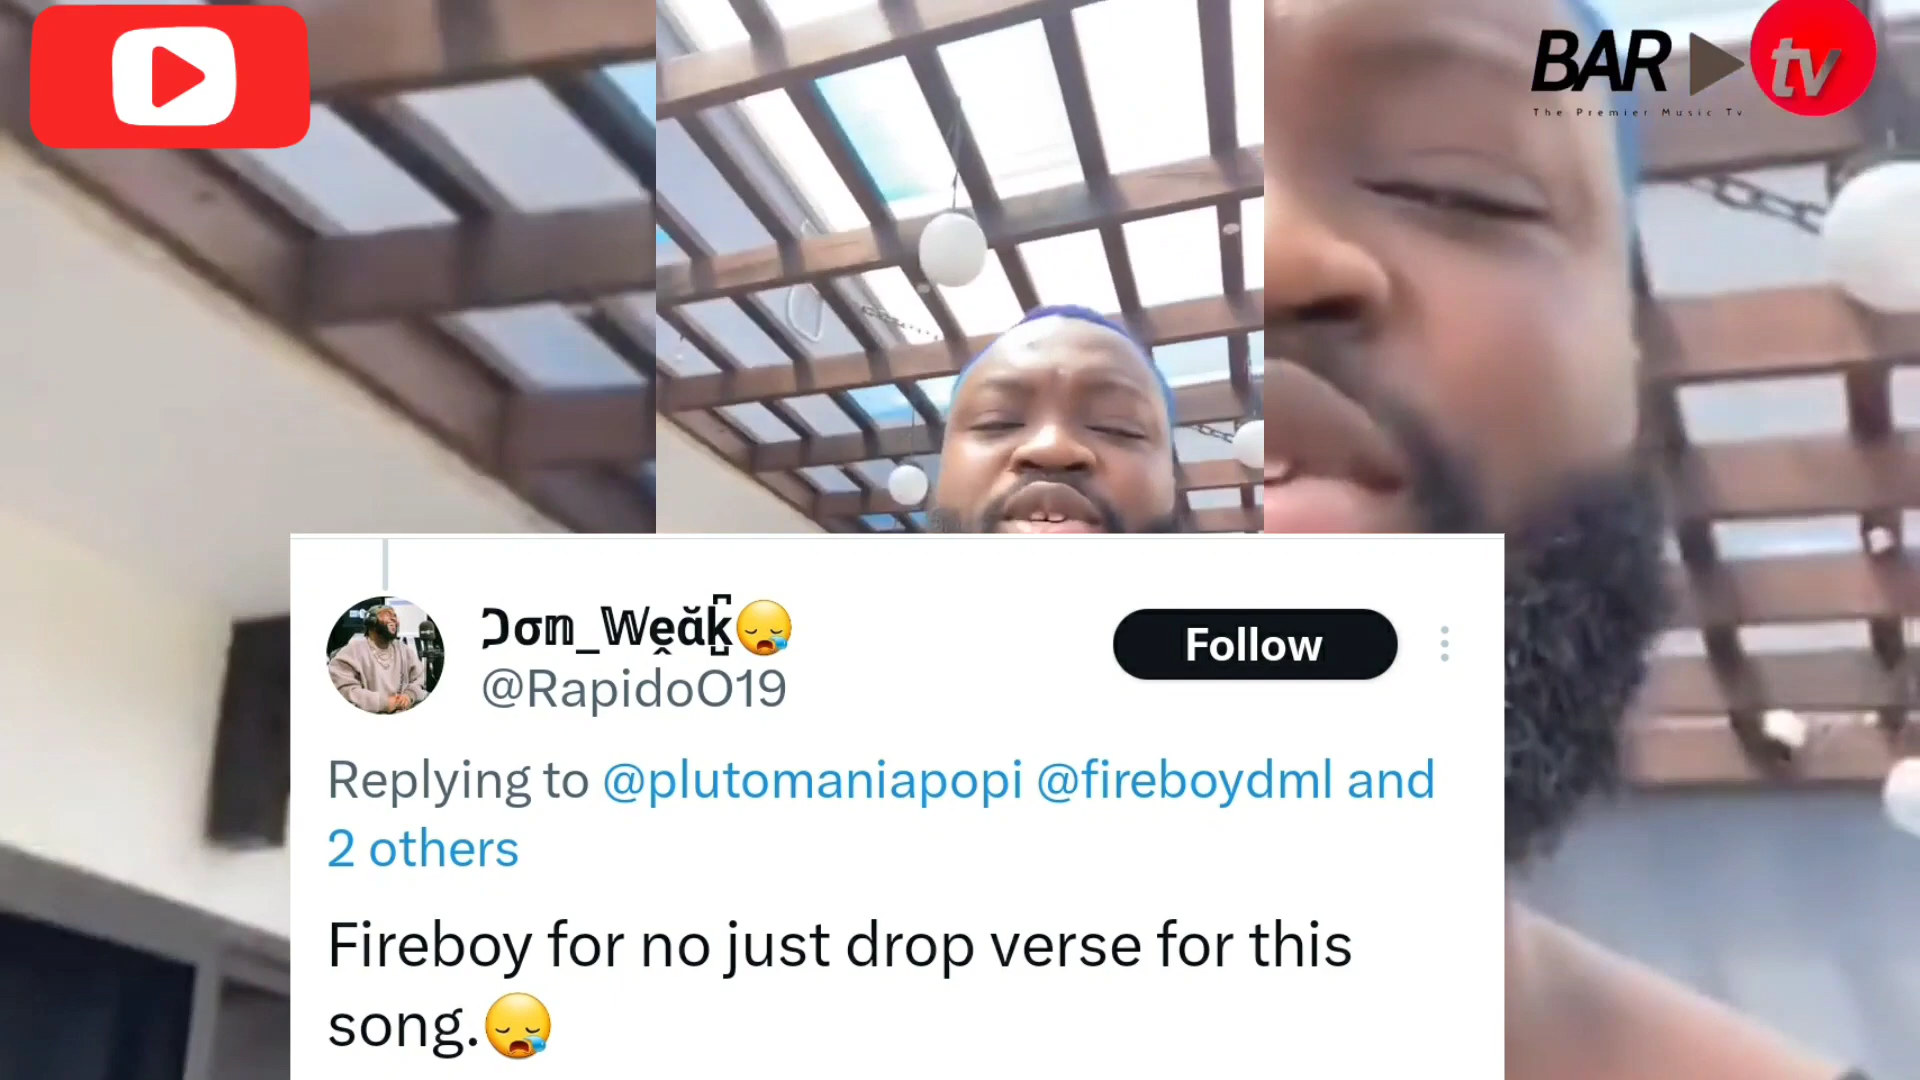 BAR tv
The Premier Music Tv
Ɔσn_Wḙăk̺͆😪
Follow
@RapidoO19
Replying to @plutomaniapopi @fireboydml and
2 others
Fireboy for no just drop verse for this
song.😪